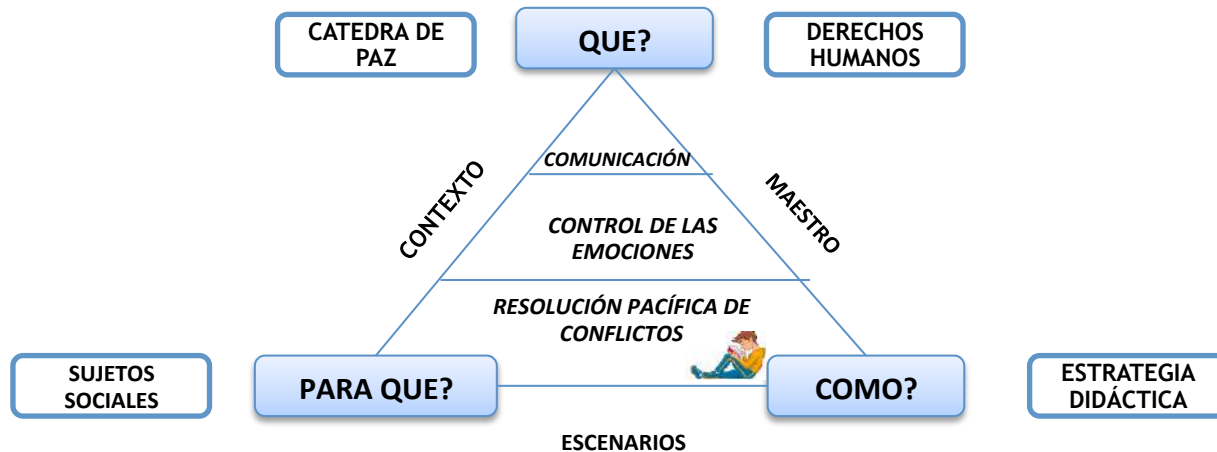 CATEDRA DE
PAZ
QUE?
DERECHOS
HUMANOS
COMUNICACIÓN
CONTEXTO
MAESTRO
CONTROL DE LAS
EMOCIONES
RESOLUCIÓN PACÍFICA DE
CONFLICTOS
SUJETOS
SOCIALES
PARA QUE?
COMO?
ESTRATEGIA
DIDÁCTICA
ESCENARIOS